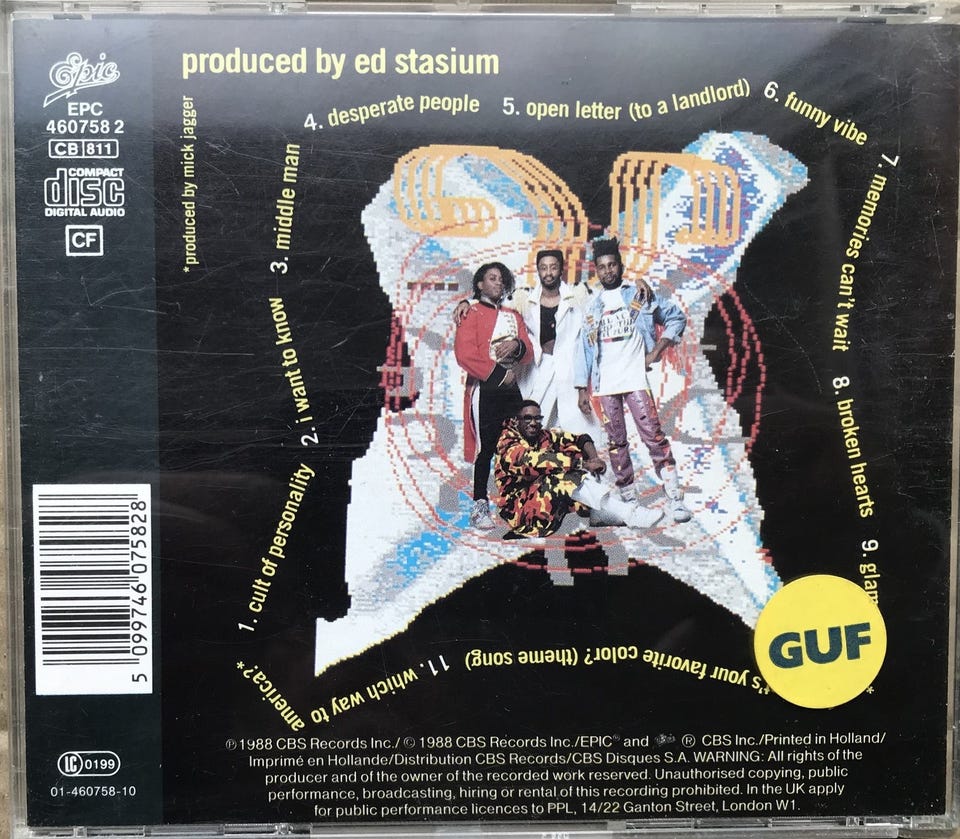 Epic
EPC
460758 2
CB 811
COMPACT
disc
DIGITAL AUDIO
CF
5 099746 075828
LC 0199
01-460758-10
produced by ed stasium
*produced by mick jagger
1. cult of personality
2. i want to know
3. middle man
4. desperate people
5. open letter (to a landlord)
6. funny vibe
7. memories can't wait
8. broken hearts
9. glam
's your favorite color? (theme song)
11. which way to
america?*
GUF
℗1988 CBS Records Inc./ © 1988 CBS Records Inc./EPIC® and ® CBS Inc./Printed in Holland/
Imprimé en Hollande/Distribution CBS Records/CBS Disques S.A. WARNING: All rights of the
producer and of the owner of the recorded work reserved. Unauthorised copying, public
performance, broadcasting, hiring or rental of this recording prohibited. In the UK apply
for public performance licences to PPL, 14/22 Ganton Street, London W1.